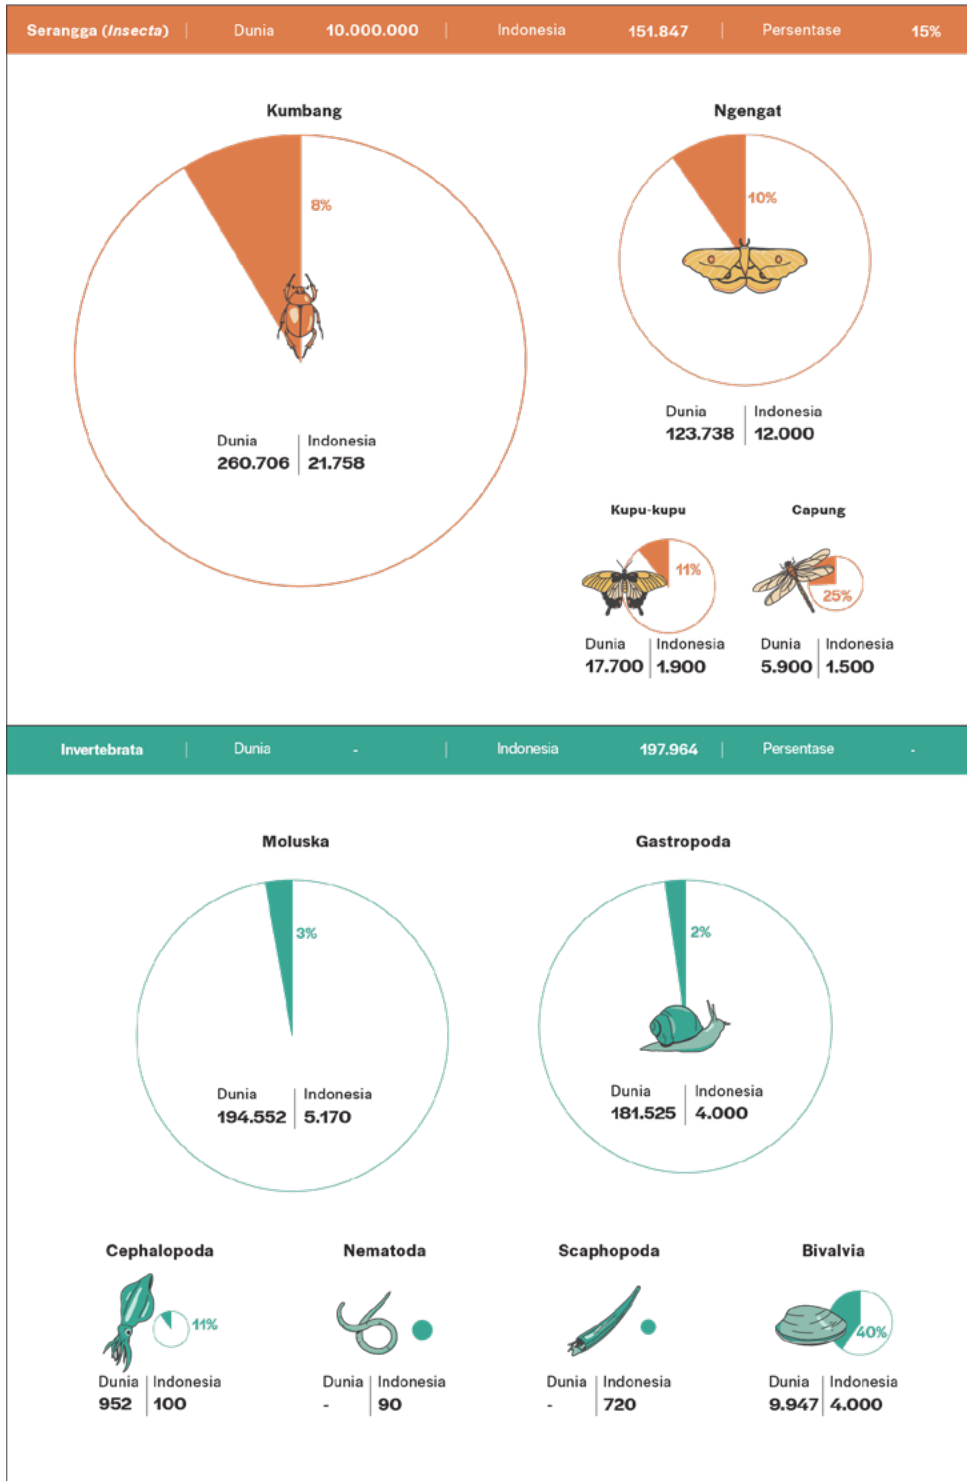 Serangga (Insecta) | Dunia 10.000.000 | Indonesia 151.847 | Persentase 15%
Kumbang
8%
Dunia | Indonesia
260.706 | 21.758
Ngengat
10%
Dunia | Indonesia
123.738 | 12.000
Kupu-kupu
11%
Dunia | Indonesia
17.700 | 1.900
Capung
25%
Dunia | Indonesia
5.900 | 1.500
Invertebrata | Dunia - | Indonesia 197.964 | Persentase -
Moluska
3%
Dunia | Indonesia
194.552 | 5.170
Gastropoda
2%
Dunia | Indonesia
181.525 | 4.000
Cephalopoda
11%
Dunia | Indonesia
952 | 100
Nematoda
Dunia | Indonesia
- | 90
Scaphopoda
Dunia | Indonesia
- | 720
Bivalvia
40%
Dunia | Indonesia
9.947 | 4.000